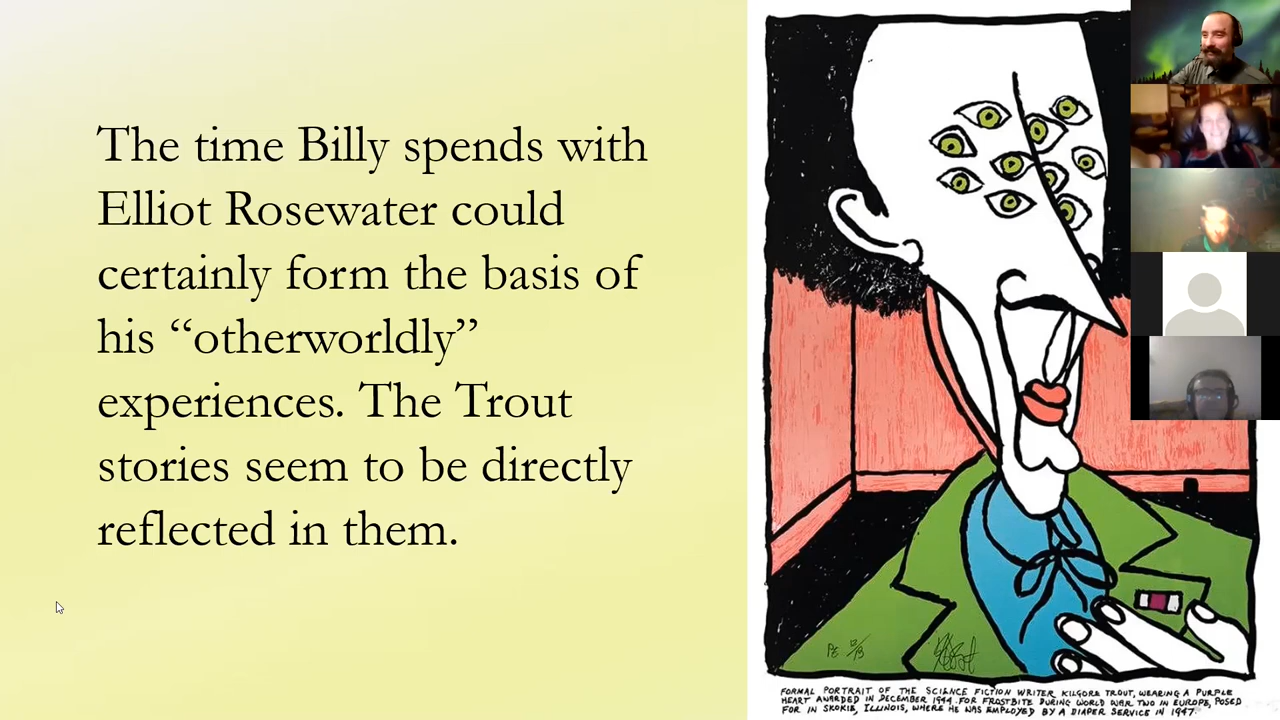 The time Billy spends with
Elliot Rosewater could
certainly form the basis of
his “otherworldly”
experiences. The Trout
stories seem to be directly
reflected in them.
FORMAL PORTRAIT OF THE SCIENCE FICTION WRITER KILGORE TROUT, WEARING A PURPLE
HEART AWARDED IN DECEMBER 1944 FOR FROSTBITE DURING WORLD WAR TWO IN EUROPE, POSED
FOR IN SKOKIE, ILLINOIS, WHERE HE WAS EMPLOYED BY A DIAPER SERVICE IN 1947.